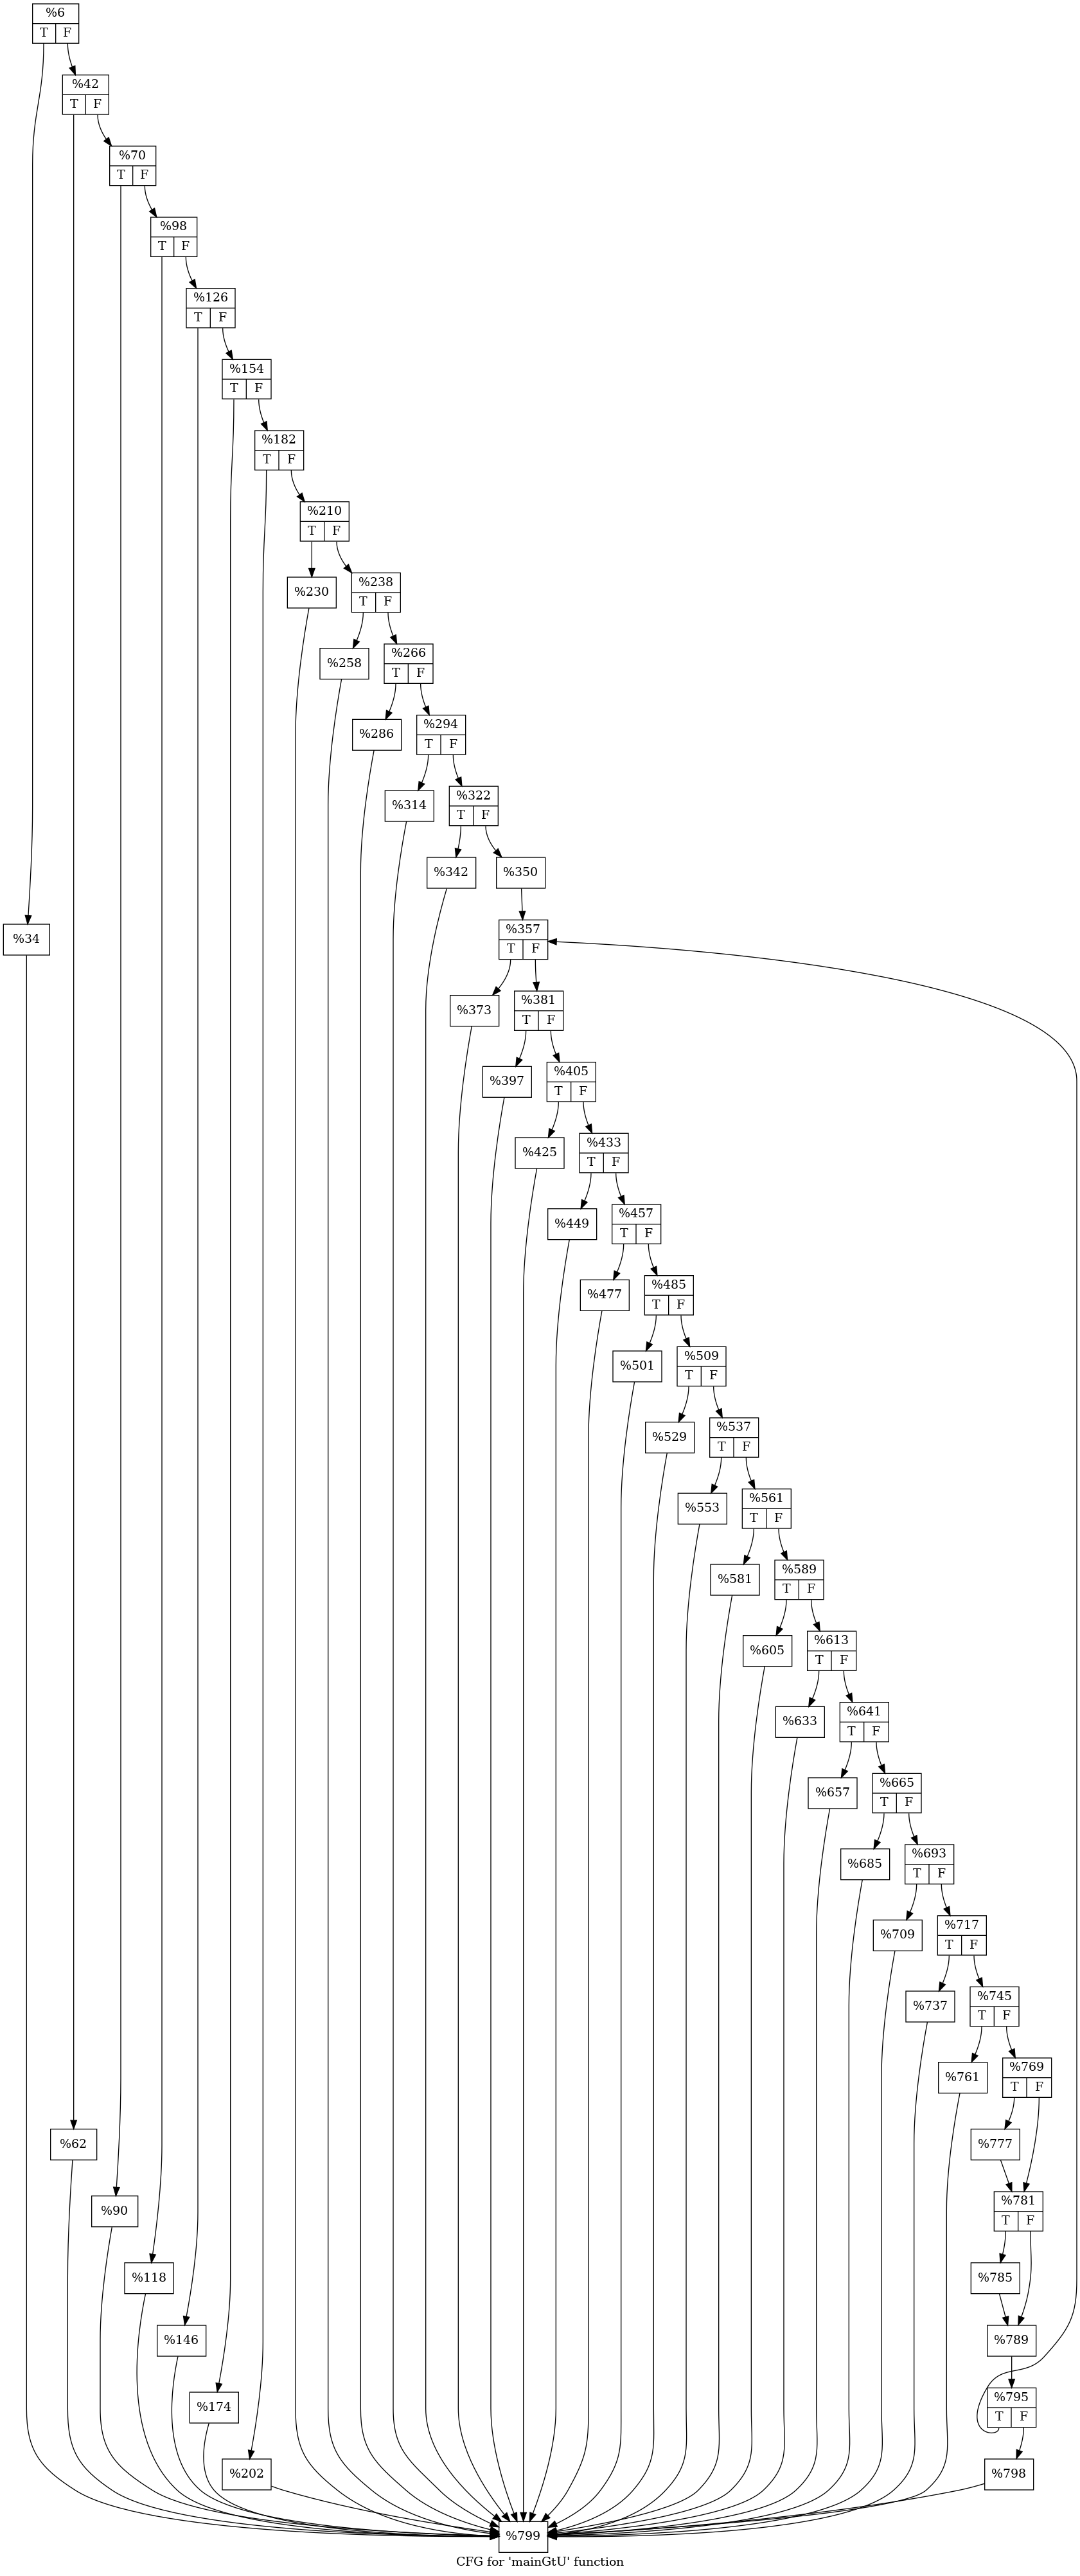 %6
T F
%42
T F
%70
T F
%98
T F
%126
T F
%154
T F
%182
T F
%210
T F
%230
%238
T F
%258
%266
T F
%286
%294
T F
%314
%322
T F
%342
%350
%357
T F
%34
%373
%381
T F
%397
%405
T F
%425
%433
T F
%449
%457
T F
%477
%485
T F
%501
%509
T F
%529
%537
T F
%553
%561
T F
%581
%589
T F
%605
%613
T F
%633
%641
T F
%657
%665
T F
%685
%693
T F
%709
%717
T F
%737
%745
T F
%761
%769
T F
%62
%777
%90
%781
T F
%118
%785
%146
%789
%174
%795
T F
%202
%798
%799
CFG for 'mainGtU' function